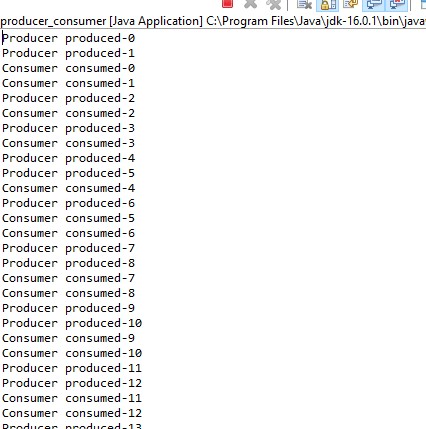 producer_consumer [Java Application] C:\Program Files\Java\jdk-16.0.1\bin\java
Producer produced-0
Producer produced-1
Consumer consumed-0
Consumer consumed-1
Producer produced-2
Consumer consumed-2
Producer produced-3
Consumer consumed-3
Producer produced-4
Producer produced-5
Consumer consumed-4
Producer produced-6
Consumer consumed-5
Consumer consumed-6
Producer produced-7
Producer produced-8
Consumer consumed-7
Consumer consumed-8
Producer produced-9
Producer produced-10
Consumer consumed-9
Consumer consumed-10
Producer produced-11
Producer produced-12
Consumer consumed-11
Consumer consumed-12
Producer produced-13